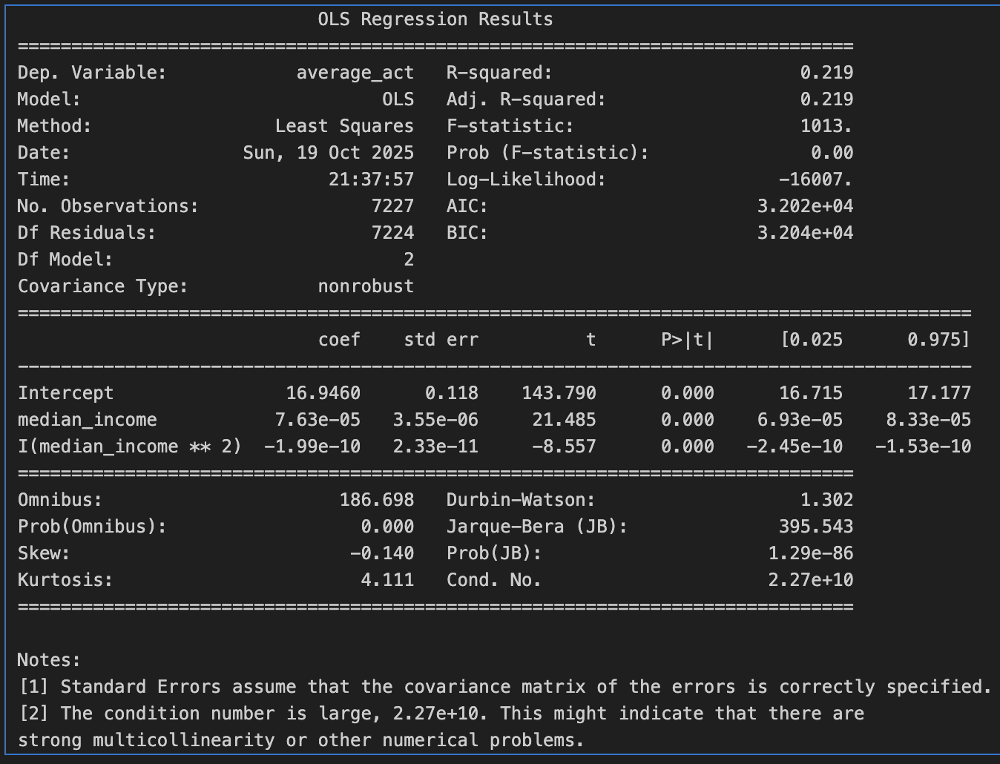 OLS Regression Results
==============================================================================
Dep. Variable:            average_act   R-squared:                       0.219
Model:                            OLS   Adj. R-squared:                  0.219
Method:                 Least Squares   F-statistic:                     1013.
Date:                Sun, 19 Oct 2025   Prob (F-statistic):               0.00
Time:                        21:37:57   Log-Likelihood:                -16007.
No. Observations:                7227   AIC:                         3.202e+04
Df Residuals:                    7224   BIC:                         3.204e+04
Df Model:                           2
Covariance Type:            nonrobust
=========================================================================================
                            coef    std err          t      P>|t|      [0.025      0.975]
-----------------------------------------------------------------------------------------
Intercept                16.9460      0.118    143.790      0.000      16.715      17.177
median_income           7.63e-05   3.55e-06     21.485      0.000    6.93e-05    8.33e-05
I(median_income ** 2)  -1.99e-10   2.33e-11     -8.557      0.000   -2.45e-10   -1.53e-10
==============================================================================
Omnibus:                      186.698   Durbin-Watson:                   1.302
Prob(Omnibus):                  0.000   Jarque-Bera (JB):              395.543
Skew:                          -0.140   Prob(JB):                     1.29e-86
Kurtosis:                       4.111   Cond. No.                     2.27e+10
==============================================================================
Notes:
[1] Standard Errors assume that the covariance matrix of the errors is correctly specified.
[2] The condition number is large, 2.27e+10. This might indicate that there are
strong multicollinearity or other numerical problems.